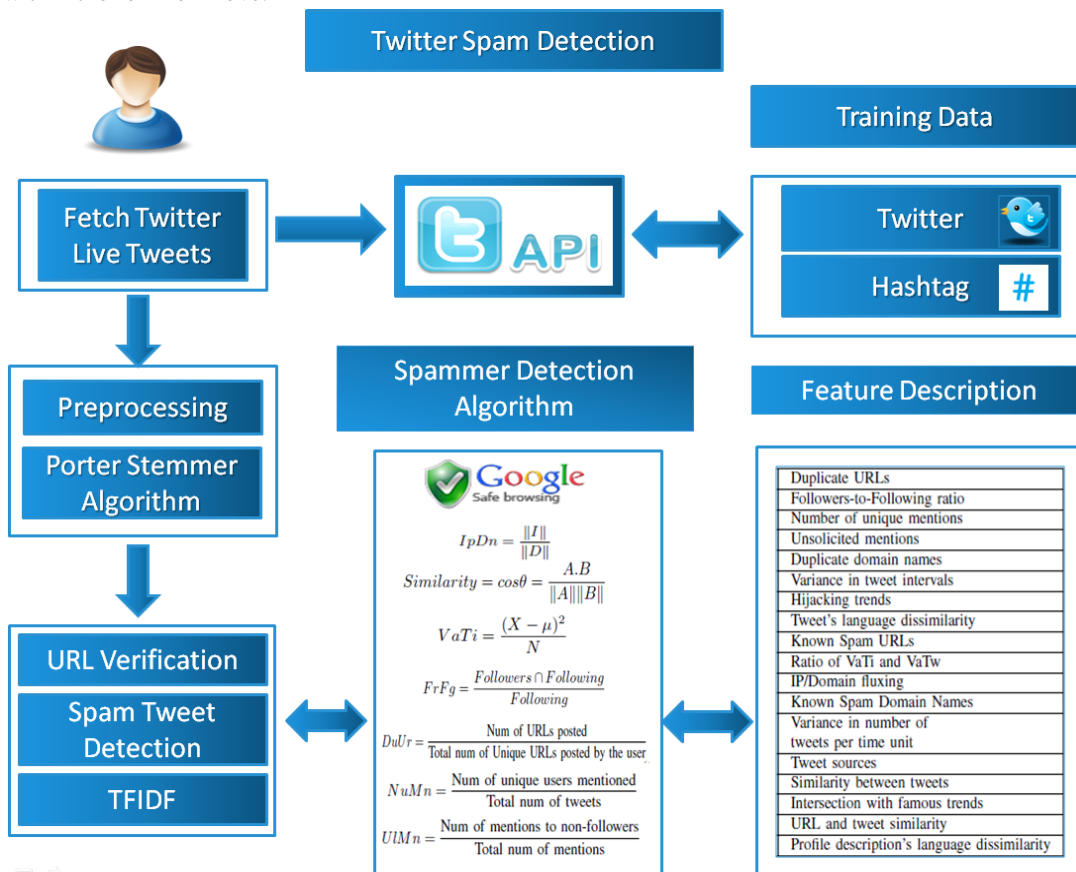 Twitter Spam Detection
Training Data
Fetch Twitter
Live Tweets
API
Twitter
Hashtag #
Preprocessing
Porter Stemmer
Algorithm
Spammer Detection
Algorithm
Feature Description
Google
Safe browsing
IpDn = ‖I‖ / ‖D‖
Similarity = cosθ = A.B / ‖A‖‖B‖
VaTi = (X − μ)² / N
FrFg = Followers ∩ Following / Following
DuUr = Num of URLs posted / Total num of Unique URLs posted by the user
NuMn = Num of unique users mentioned / Total num of tweets
UlMn = Num of mentions to non-followers / Total num of mentions
Duplicate URLs
Followers-to-Following ratio
Number of unique mentions
Unsolicited mentions
Duplicate domain names
Variance in tweet intervals
Hijacking trends
Tweet's language dissimilarity
Known Spam URLs
Ratio of VaTi and VaTw
IP/Domain fluxing
Known Spam Domain Names
Variance in number of
tweets per time unit
Tweet sources
Similarity between tweets
Intersection with famous trends
URL and tweet similarity
Profile description's language dissimilarity
URL Verification
Spam Tweet
Detection
TFIDF